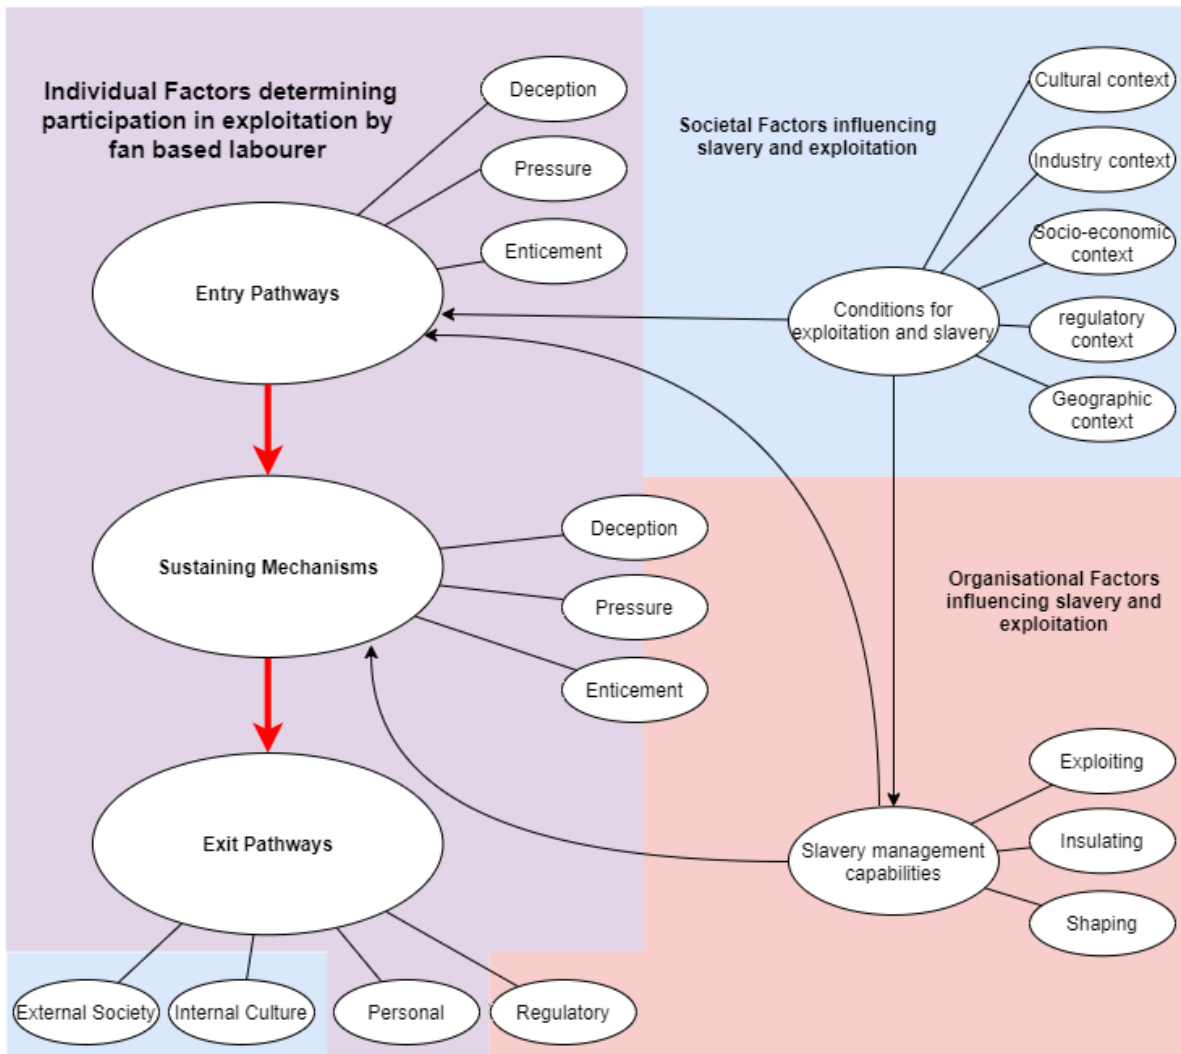 Individual Factors determining
participation in exploitation by
fan based labourer
Deception
Pressure
Enticement
Entry Pathways
Societal Factors influencing
slavery and exploitation
Cultural context
Industry context
Socio-economic
context
regulatory
context
Geographic
context
Conditions for
exploitation and slavery
Sustaining Mechanisms
Deception
Pressure
Enticement
Organisational Factors
influencing slavery and
exploitation
Exploiting
Insulating
Shaping
Slavery management
capabilities
Exit Pathways
External Society
Internal Culture
Personal
Regulatory